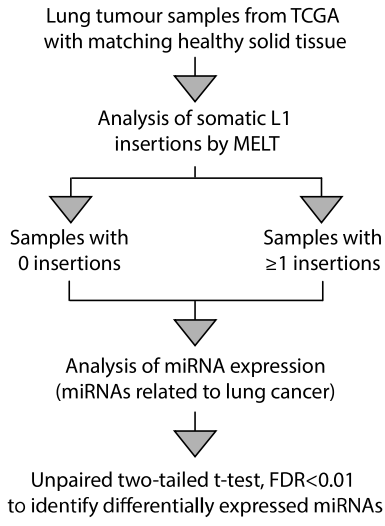 Lung tumour samples from TCGA
with matching healthy solid tissue
Analysis of somatic L1
insertions by MELT
Samples with
0 insertions
Samples with
≥1 insertions
Analysis of miRNA expression
(miRNAs related to lung cancer)
Unpaired two-tailed t-test, FDR<0.01
to identify differentially expressed miRNAs